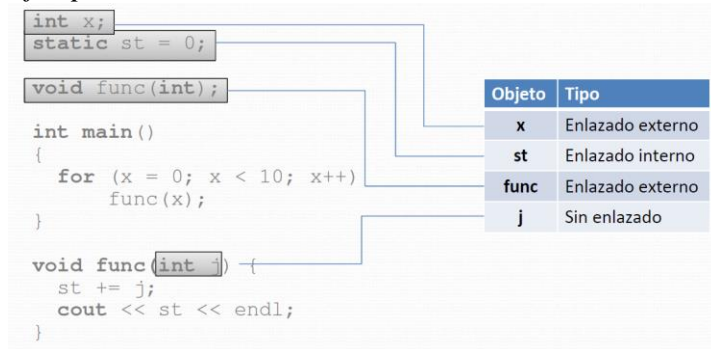 int x;
static st = 0;
void func(int);
int main()
{
for (x = 0; x < 10; x++)
func(x);
}
void func(int j) {
st += j;
cout << st << endl;
}
Objeto Tipo
x Enlazado externo
st Enlazado interno
func Enlazado externo
j Sin enlazado